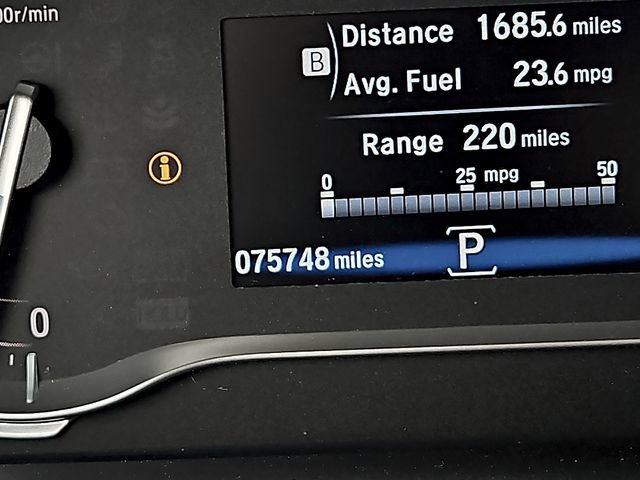 00r/min
Distance 1685.6 miles
B
Avg. Fuel 23.6 mpg
Range 220 miles
0 25 mpg 50
075748 miles P
0